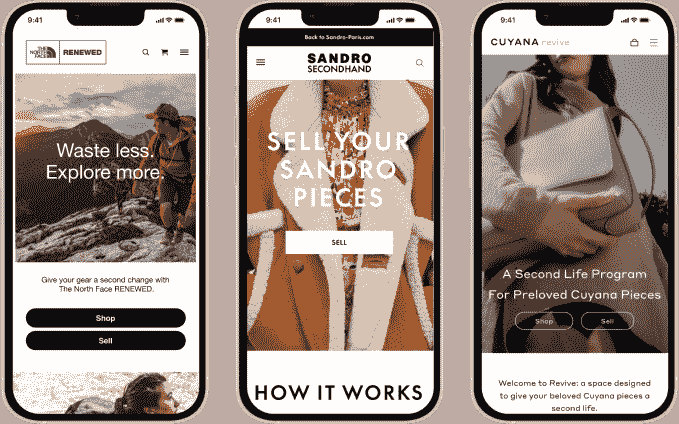 9:41
THE
NORTH
FACE
RENEWED
Waste less.
Explore more.
Give your gear a second change with
The North Face RENEWED.
Shop
Sell
9:41
Back to Sandro-Paris.com
SANDRO
SECONDHAND
SELL YOUR
SANDRO
PIECES
SELL
HOW IT WORKS
9:41
CUYANA revive
A Second Life Program
For Preloved Cuyana Pieces
Shop
Sell
Welcome to Revive: a space designed
to give your beloved Cuyana pieces a
second life.